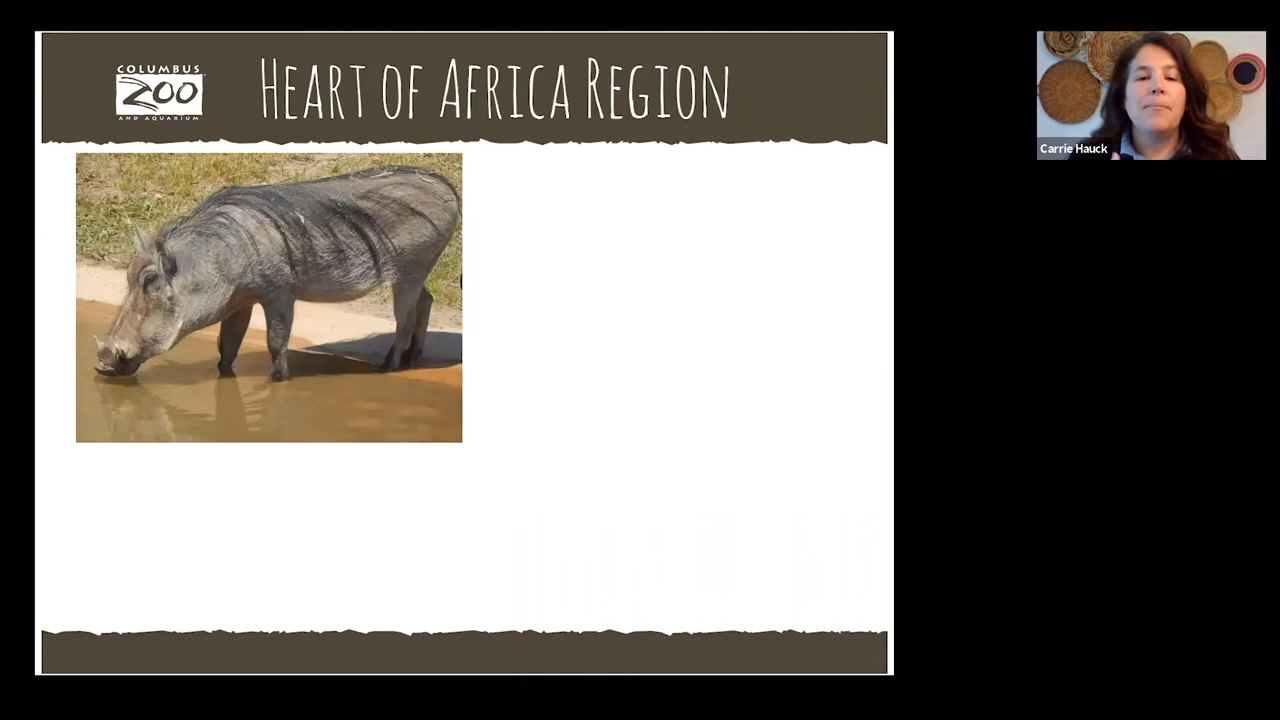 COLUMBUS
ZOO
AND AQUARIUM
HEART OF AFRICA REGION
Carrie Hauck